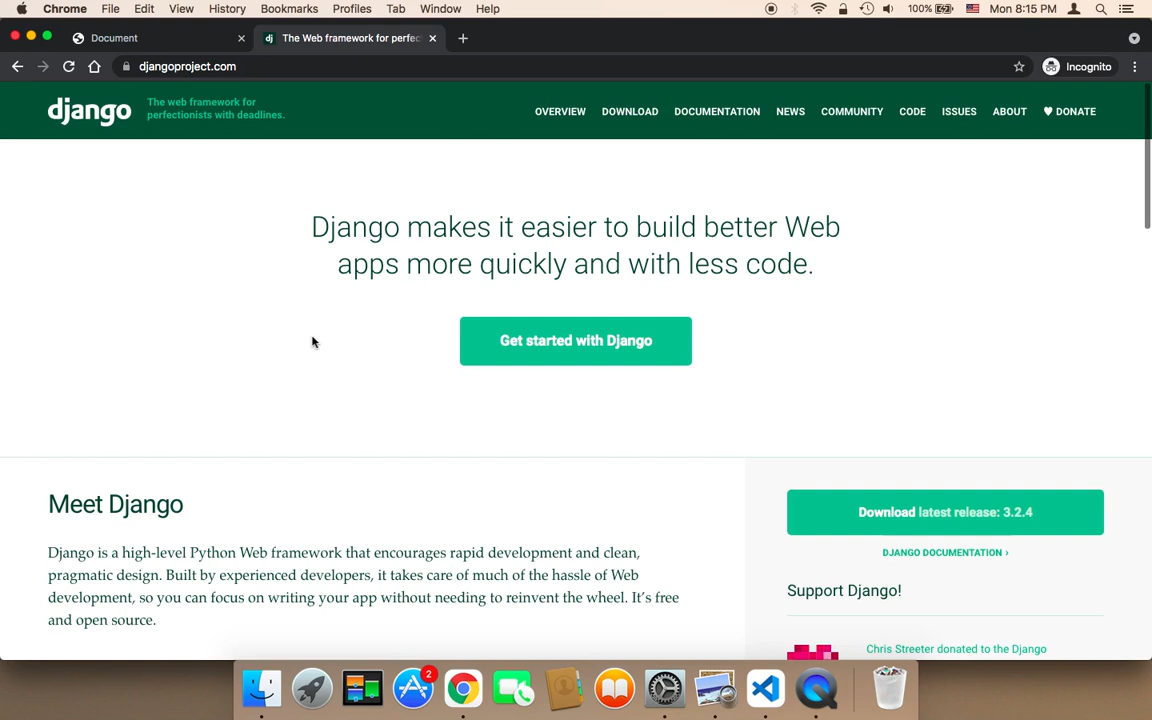 Chrome File Edit View History Bookmarks Profiles Tab Window Help 100% Mon 8:15 PM
Document
dj The Web framework for perfec
djangoproject.com Incognito
django
The web framework for
perfectionists with deadlines.
OVERVIEW DOWNLOAD DOCUMENTATION NEWS COMMUNITY CODE ISSUES ABOUT ♥ DONATE
Django makes it easier to build better Web
apps more quickly and with less code.
Get started with Django
Meet Django
Django is a high-level Python Web framework that encourages rapid development and clean,
pragmatic design. Built by experienced developers, it takes care of much of the hassle of Web
development, so you can focus on writing your app without needing to reinvent the wheel. It’s free
and open source.
Download latest release: 3.2.4
DJANGO DOCUMENTATION ›
Support Django!
Chris Streeter donated to the Django
2